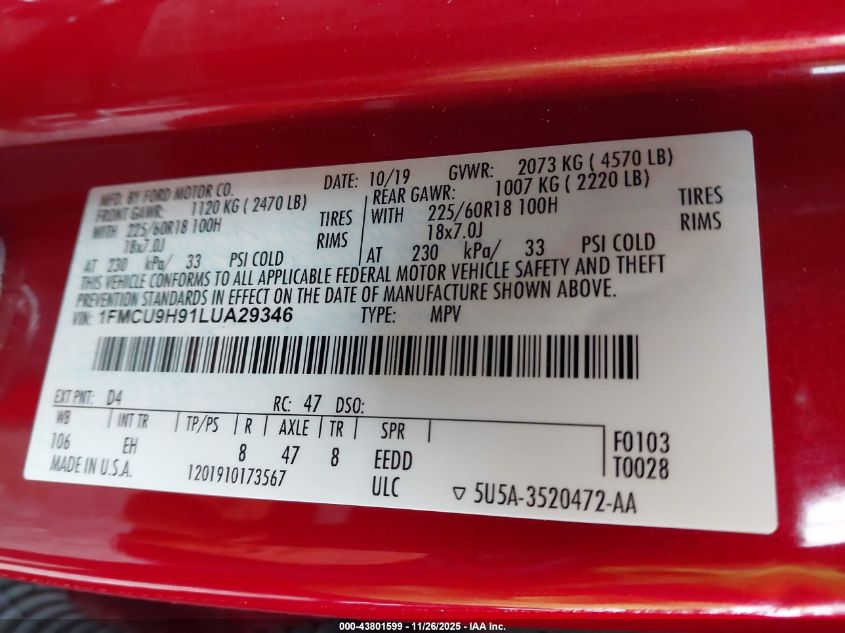 MFD. BY FORD MOTOR CO. DATE: 10/19 GVWR: 2073 KG ( 4570 LB)
FRONT GAWR: 1120 KG ( 2470 LB) REAR GAWR: 1007 KG ( 2220 LB)
WITH 225/60R18 100H TIRES WITH 225/60R18 100H TIRES
18x7.0J RIMS 18x7.0J RIMS
AT 230 kPa/ 33 PSI COLD AT 230 kPa/ 33 PSI COLD
THIS VEHICLE CONFORMS TO ALL APPLICABLE FEDERAL MOTOR VEHICLE SAFETY AND THEFT
PREVENTION STANDARDS IN EFFECT ON THE DATE OF MANUFACTURE SHOWN ABOVE.
VIN: 1FMCU9H91LUA29346 TYPE: MPV
EXT PNT: D4 RC: 47 DSO:
WB INT TR TP/PS R AXLE TR SPR
106 EH 8 47 8 EEDD F0103
MADE IN U.S.A. 1201910173567 ULC T0028
▽ 5U5A-3520472-AA
000-43801599 || 11/26/2025 - IAA Inc.